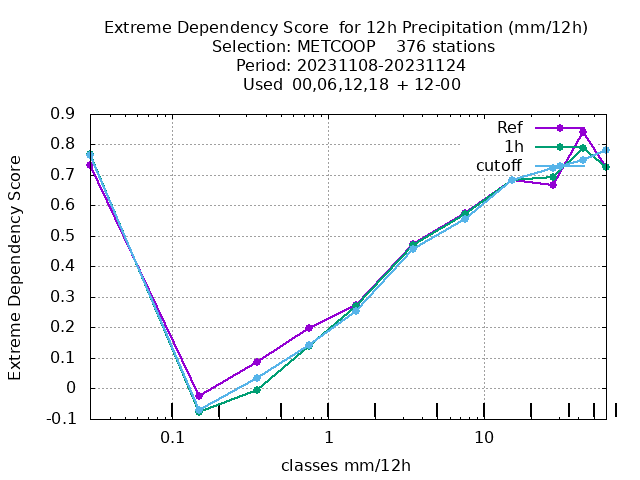 Extreme Dependency Score  for 12h Precipitation (mm/12h)
Selection: METCOOP    376 stations
Period: 20231108-20231124
Used  00,06,12,18  + 12-00
Ref
1h
cutoff
0.9
0.8
0.7
0.6
0.5
0.4
0.3
0.2
0.1
0
-0.1
Extreme Dependency Score
0.1 1 10
classes mm/12h